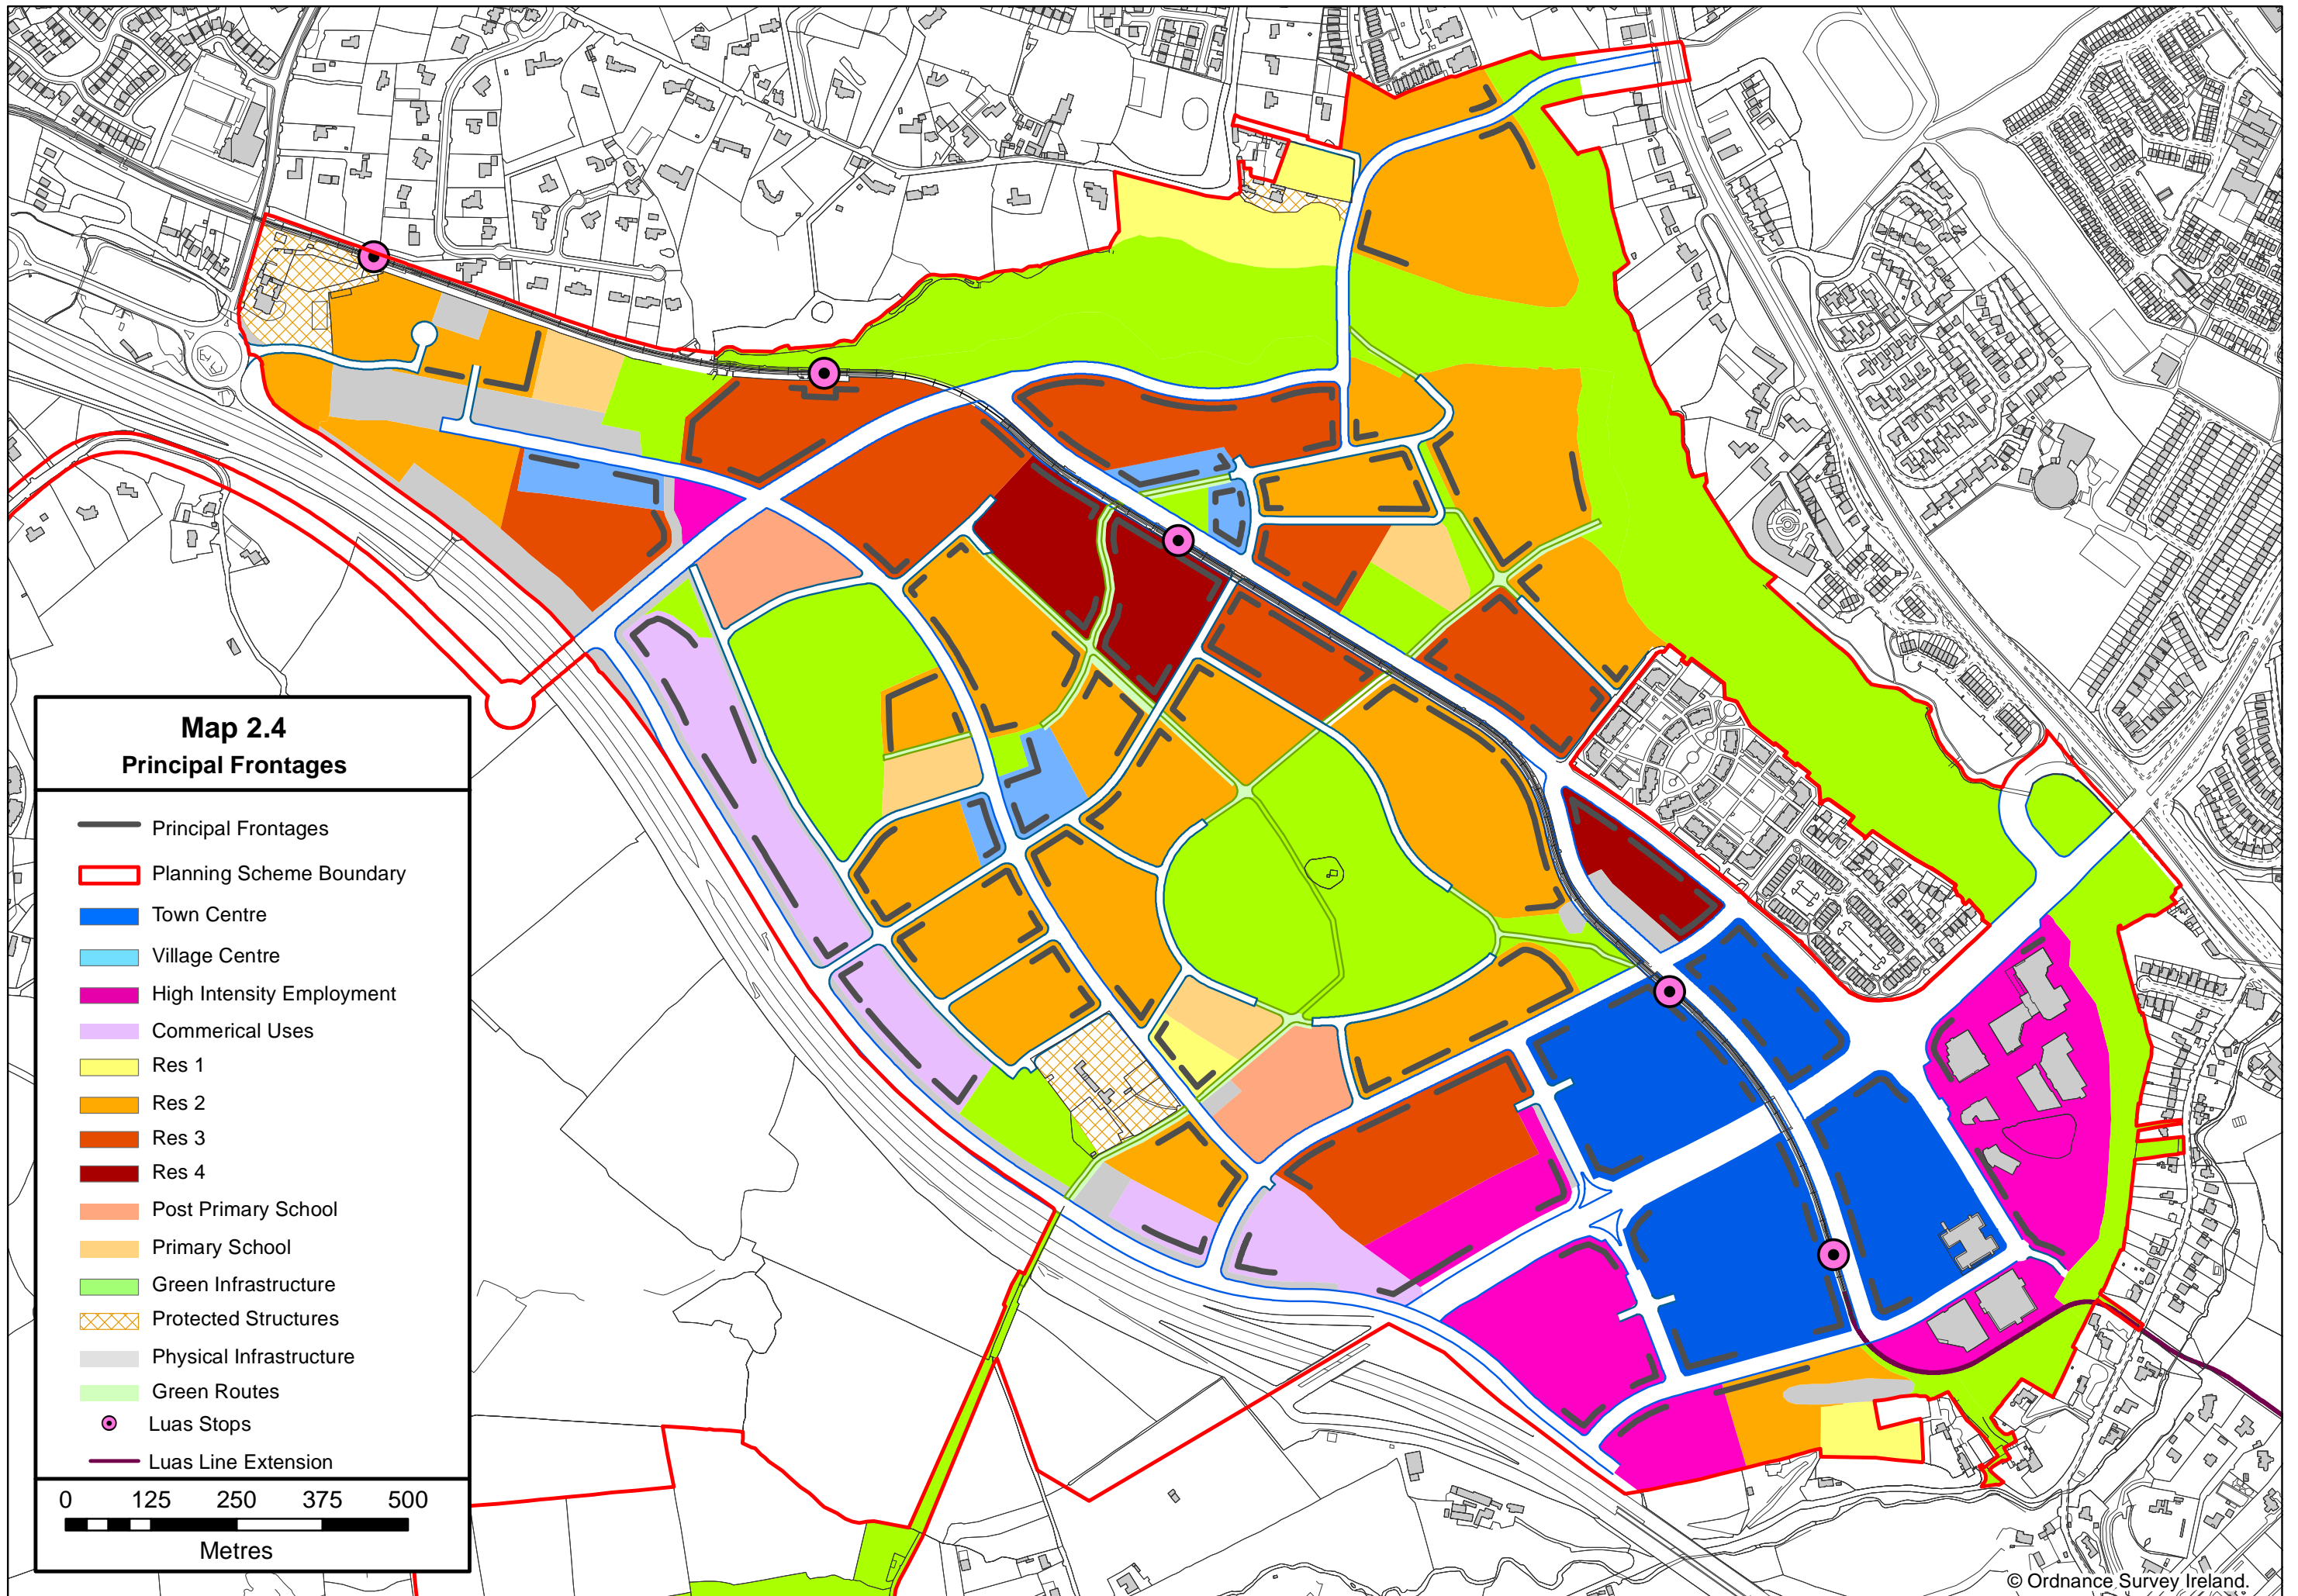 Map 2.4
Principal Frontages
Principal Frontages
Planning Scheme Boundary
Town Centre
Village Centre
High Intensity Employment
Commerical Uses
Res 1
Res 2
Res 3
Res 4
Post Primary School
Primary School
Green Infrastructure
Protected Structures
Physical Infrastructure
Green Routes
Luas Stops
Luas Line Extension
0 125 250 375 500
Metres
© Ordnance Survey Ireland.